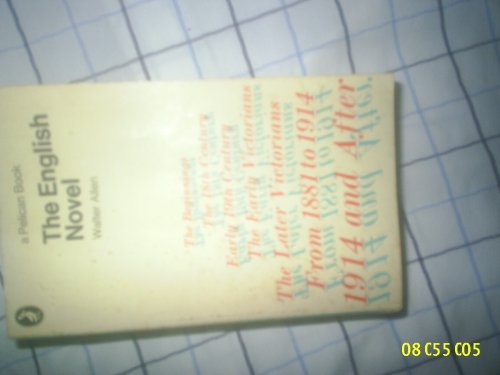 a Pelican Book
The English
Novel
Walter Allen
The Beginnings
The 18th Century
Early 19th Century
The Early Victorians
The Later Victorians
From 1881 to 1914
1914 and After
08 C55 C05